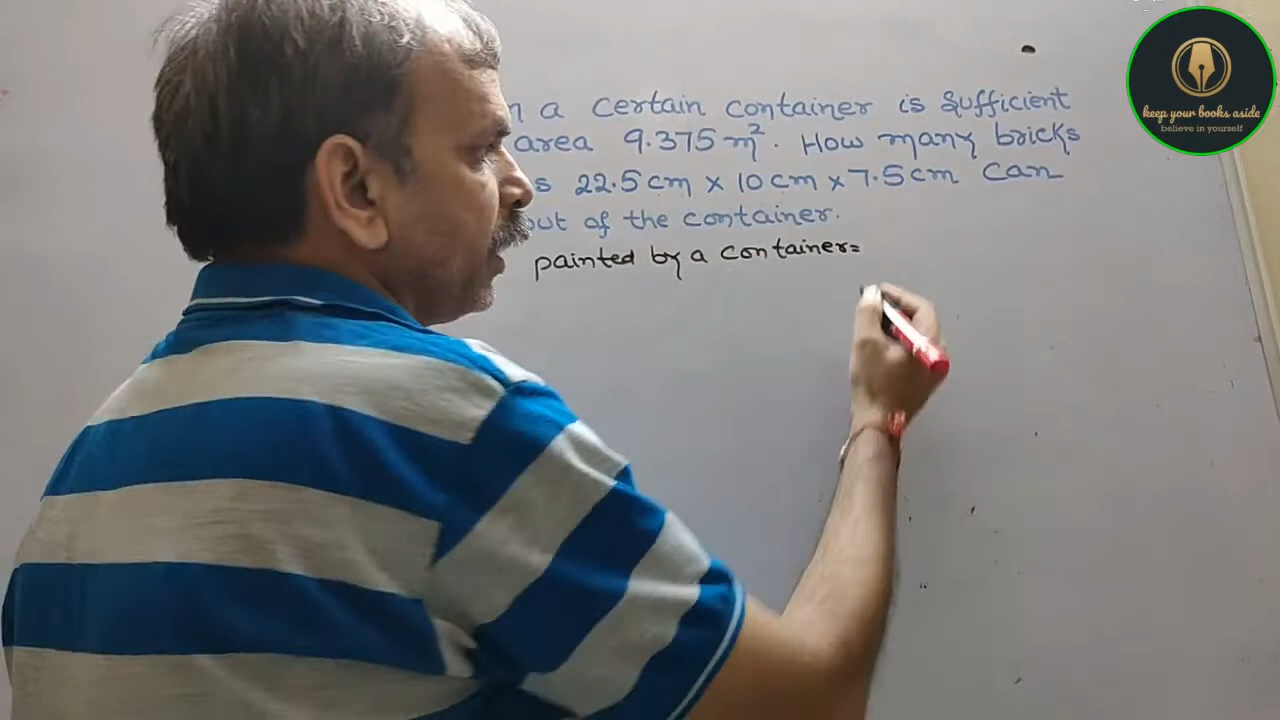 a certain container is sufficient
area 9.375 m². How many bricks
22.5 cm × 10 cm × 7.5 cm can
out of the container.
painted by a container=
keep your books aside
believe in yourself